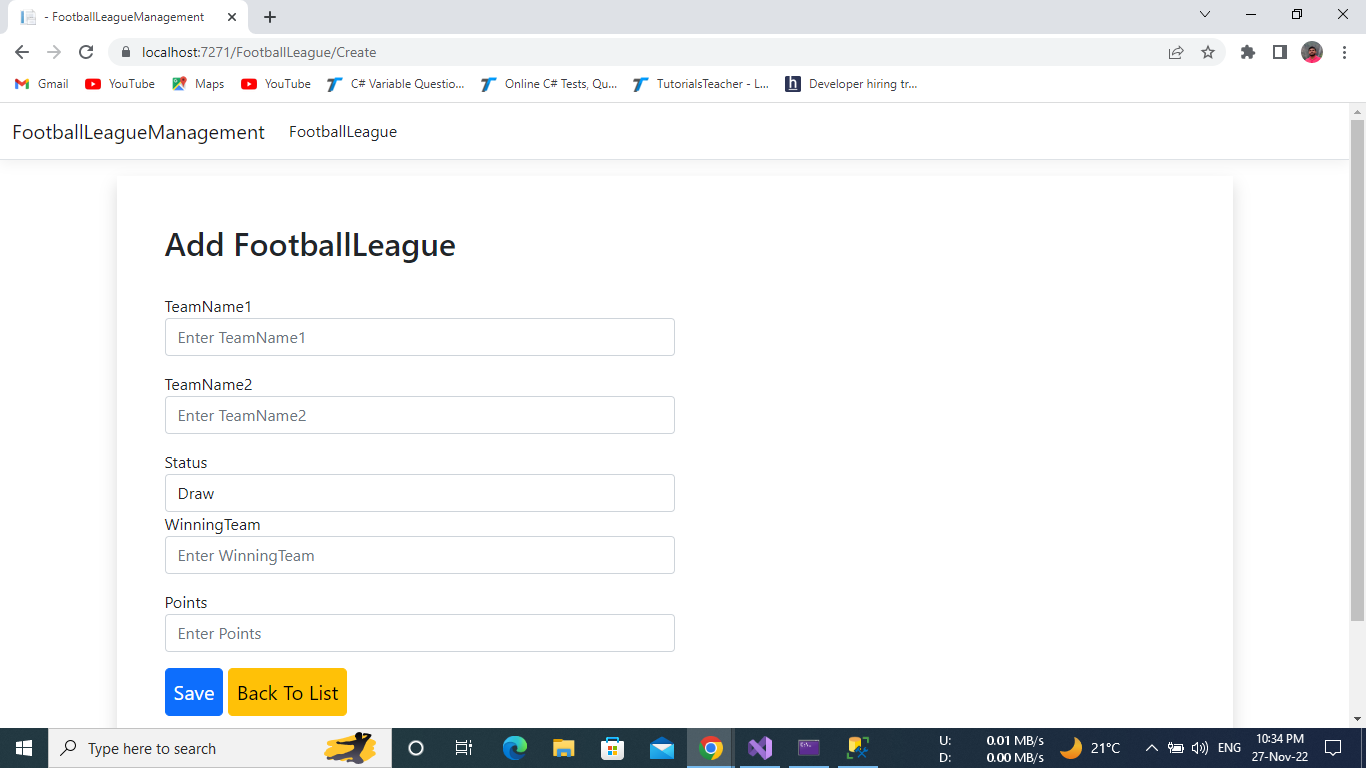 - FootballLeagueManagement
localhost:7271/FootballLeague/Create
Gmail YouTube Maps YouTube C# Variable Questio... Online C# Tests, Qu... TutorialsTeacher - L... Developer hiring tr...
FootballLeagueManagement FootballLeague
Add FootballLeague
TeamName1
Enter TeamName1
TeamName2
Enter TeamName2
Status
Draw
WinningTeam
Enter WinningTeam
Points
Enter Points
Save Back To List
Type here to search
U: 0.01 MB/s
D: 0.00 MB/s
21°C
ENG
10:34 PM
27-Nov-22